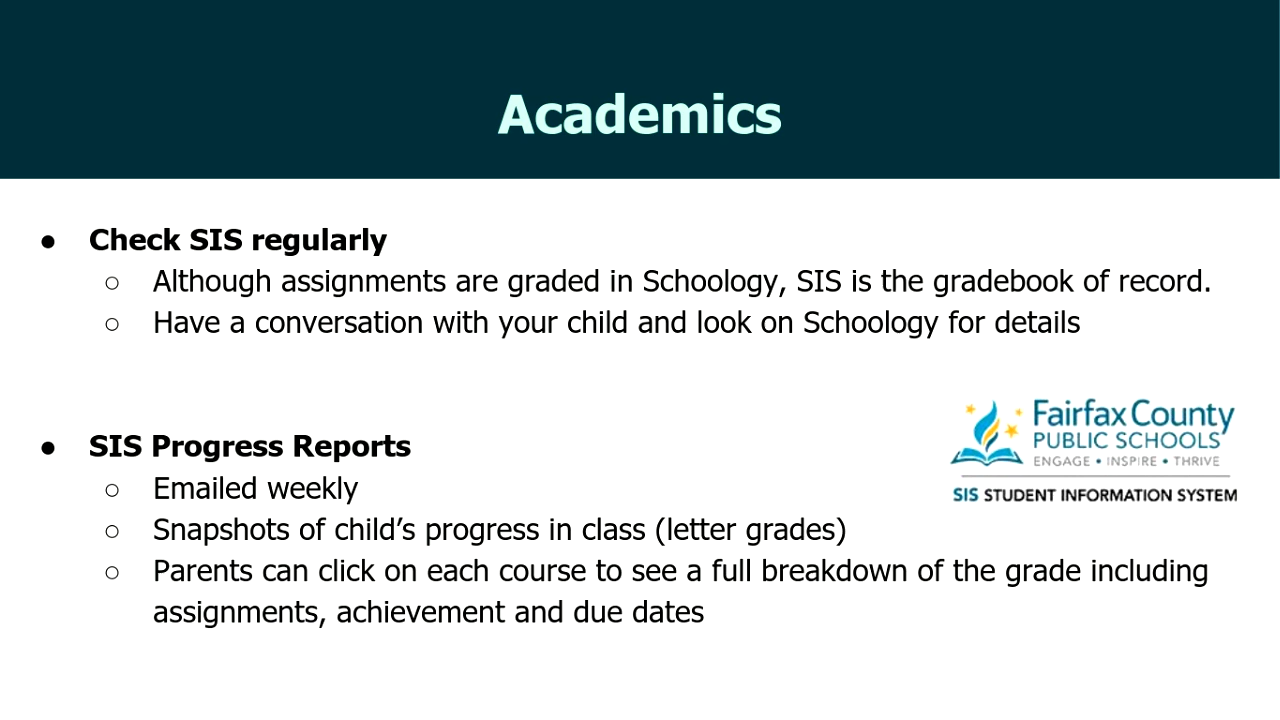 Academics
● Check SIS regularly
○ Although assignments are graded in Schoology, SIS is the gradebook of record.
○ Have a conversation with your child and look on Schoology for details
Fairfax County
PUBLIC SCHOOLS
ENGAGE • INSPIRE • THRIVE
SIS STUDENT INFORMATION SYSTEM
● SIS Progress Reports
○ Emailed weekly
○ Snapshots of child’s progress in class (letter grades)
○ Parents can click on each course to see a full breakdown of the grade including
assignments, achievement and due dates